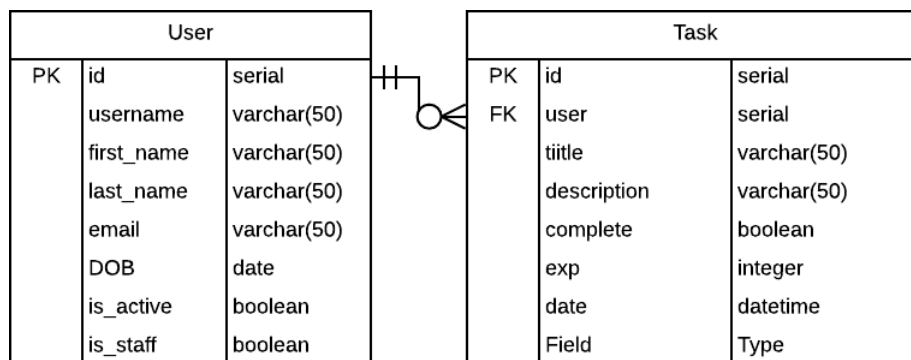 User
PK id serial
username varchar(50)
first_name varchar(50)
last_name varchar(50)
email varchar(50)
DOB date
is_active boolean
is_staff boolean
Task
PK id serial
FK user serial
tiitle varchar(50)
description varchar(50)
complete boolean
exp integer
date datetime
Field Type